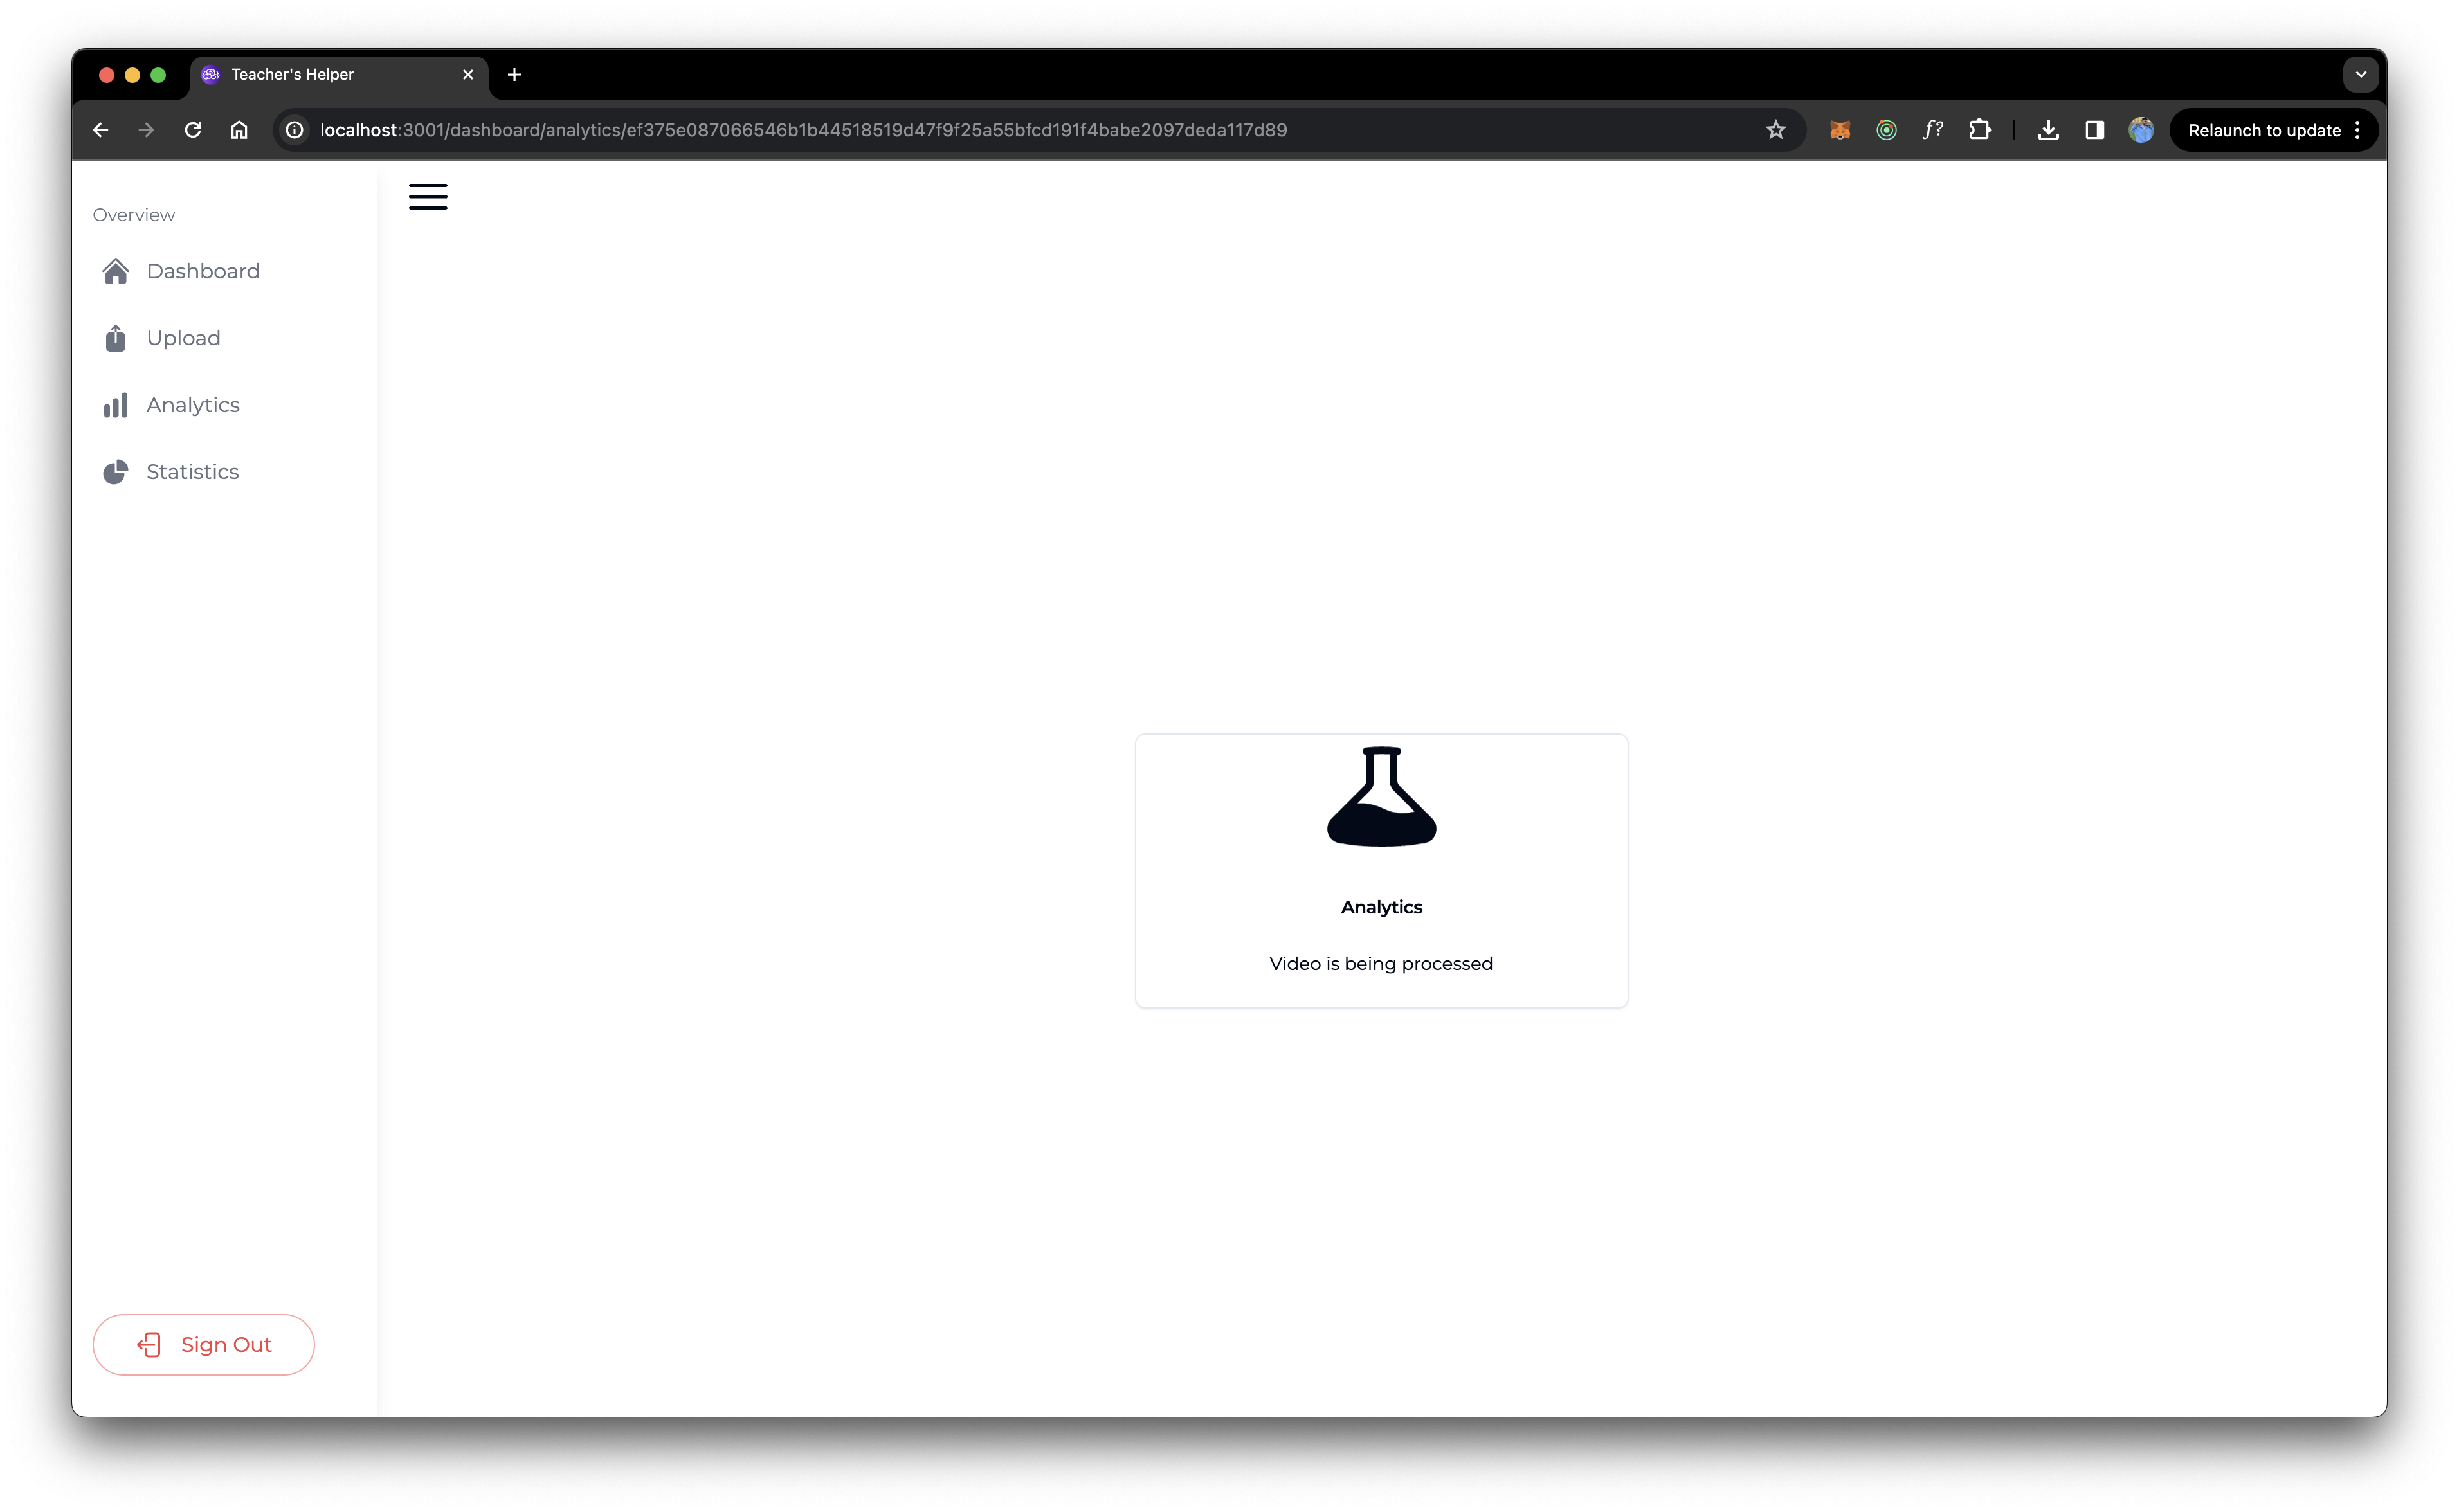 Teacher's Helper
localhost:3001/dashboard/analytics/ef375e087066546b1b44518519d47f9f25a55bfcd191f4babe2097deda117d89
f?
Relaunch to update
Overview
Dashboard
Upload
Analytics
Statistics
Analytics
Video is being processed
Sign Out